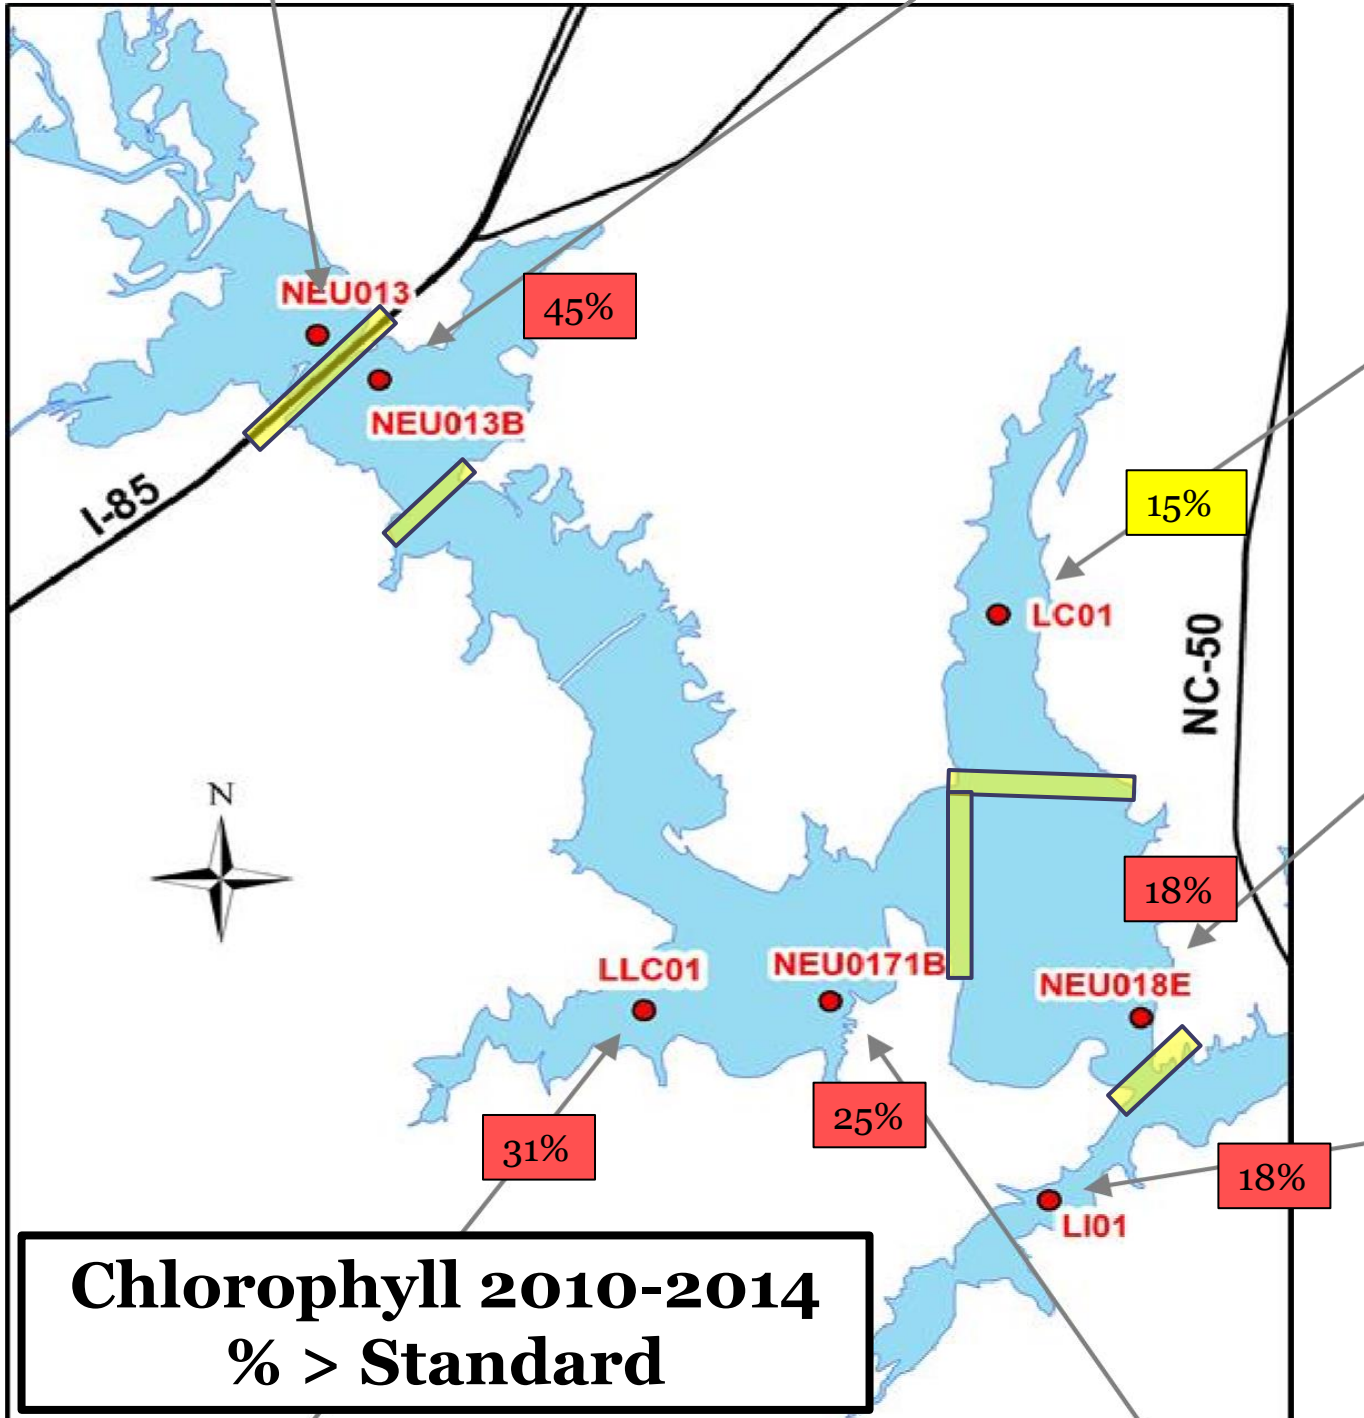 NEU013
45%
NEU013B
I-85
15%
LC01
NC-50
N
18%
LLC01
NEU0171B
NEU018E
25%
31%
18%
LI01
Chlorophyll 2010-2014
% > Standard